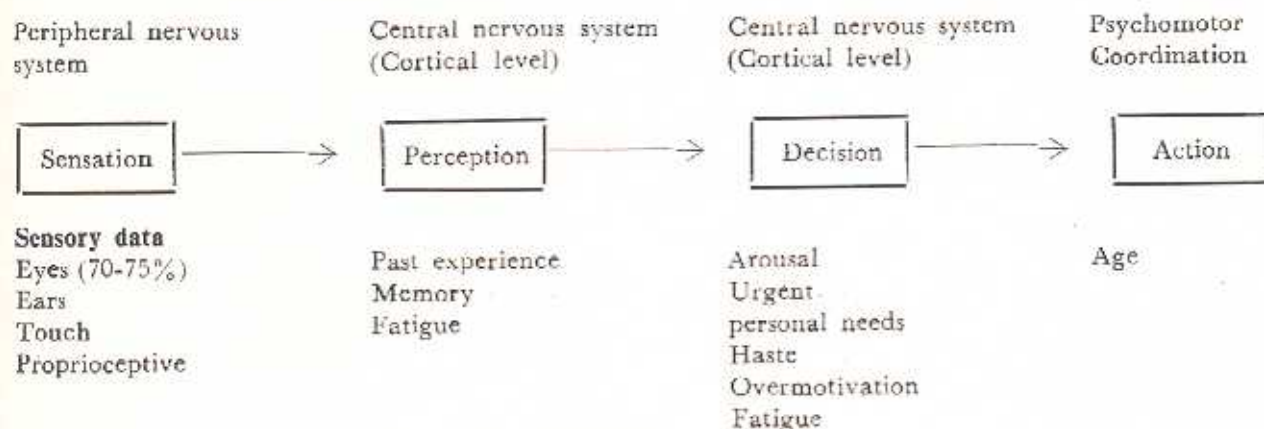 Peripheral nervous
system
Central nervous system
(Cortical level)
Central nervous system
(Cortical level)
Psychomotor
Coordination
Sensation
Perception
Decision
Action
Sensory data
Eyes (70-75%)
Ears
Touch
Proprioceptive
Past experience
Memory
Fatigue
Arousal
Urgent
personal needs
Haste
Overmotivation
Fatigue
Age